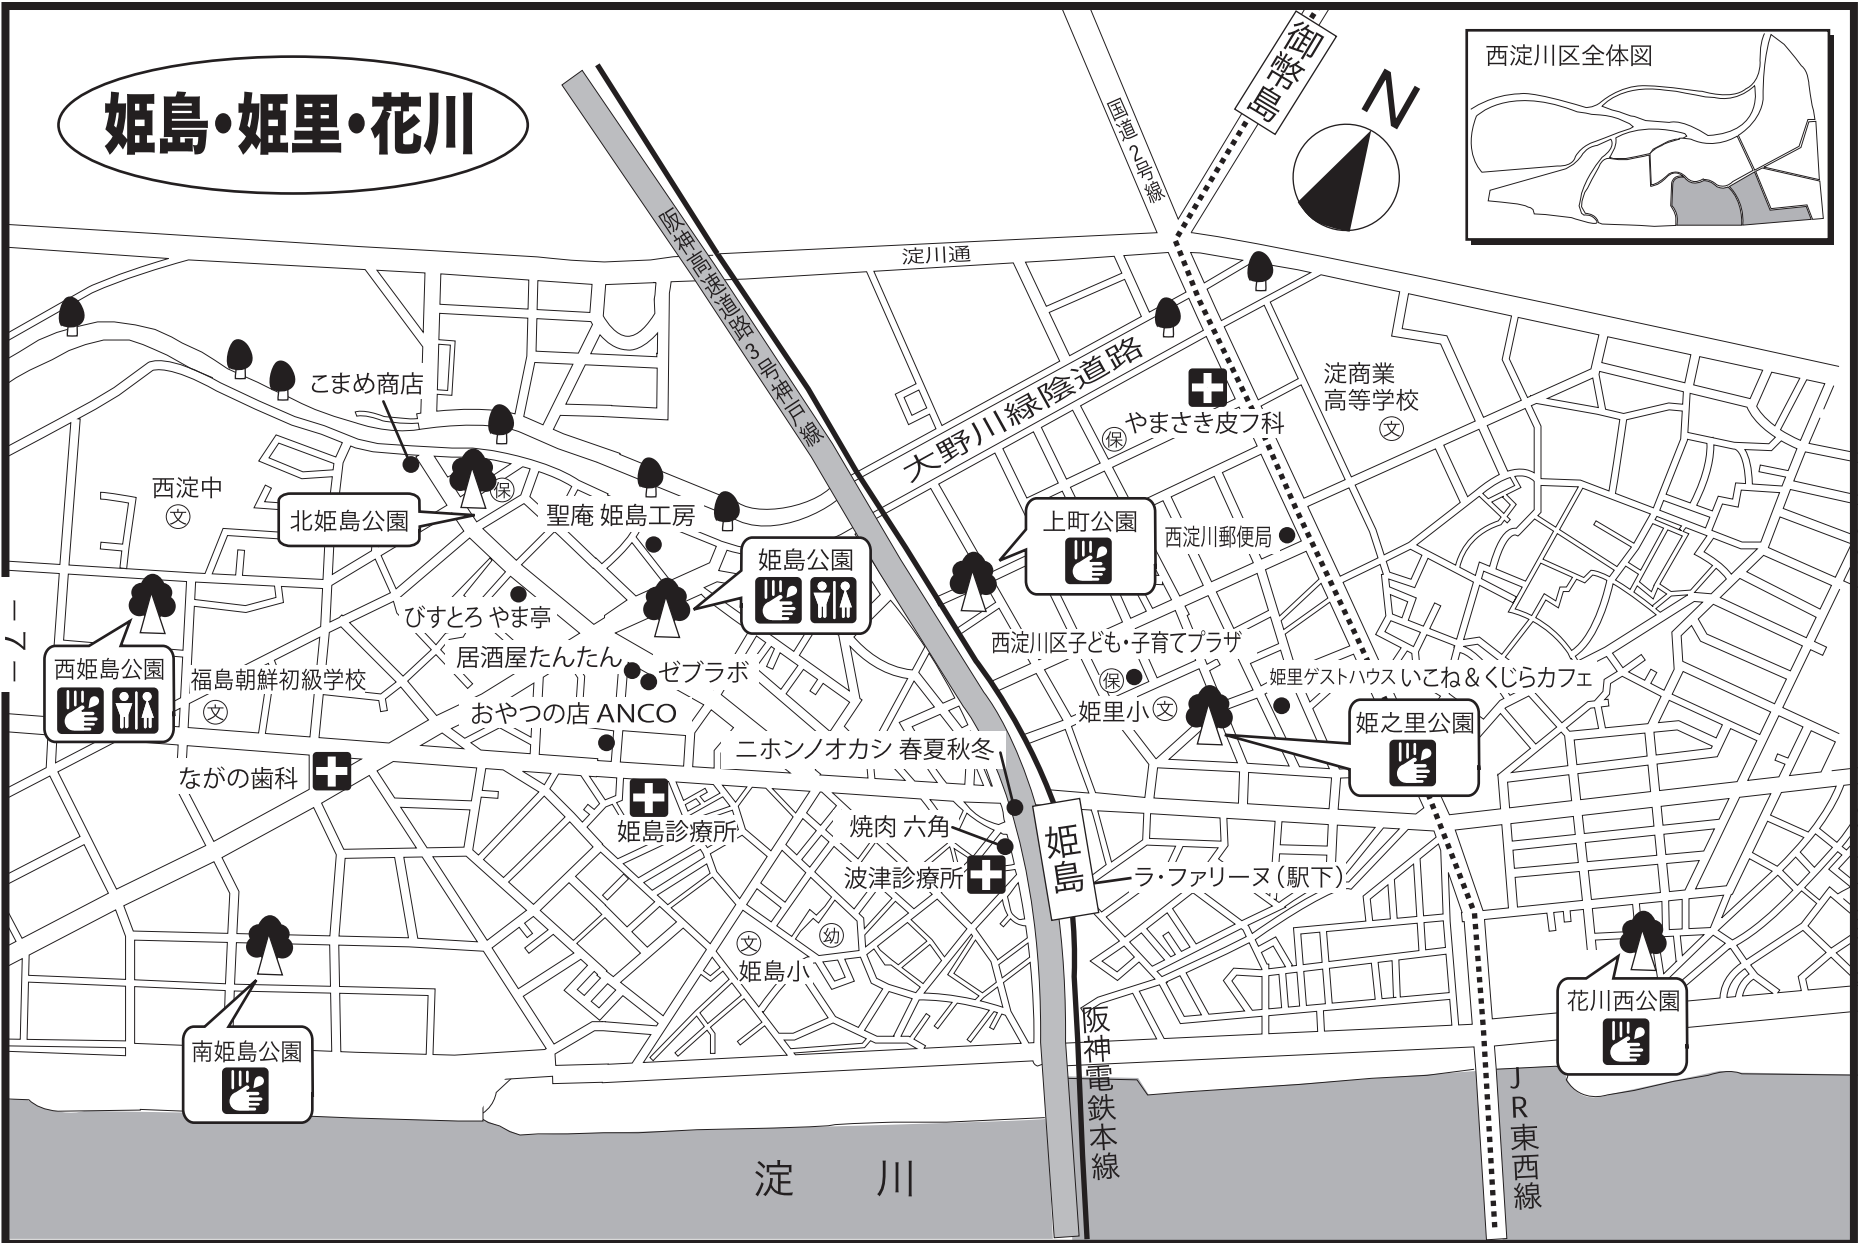 姫島・姫里・花川
西淀川区全体図
御幣島
N
国道2号線
淀川通
阪神高速道路3号神戸線
大野川緑陰道路
こまめ商店
やまさき皮フ科
保
淀商業
高等学校
文
西淀中
文
北姫島公園
保
聖庵 姫島工房
姫島公園
上町公園
西淀川郵便局
びすとろ やま亭
西淀川区子ども・子育てプラザ
居酒屋たんたん
ゼブラボ
西姫島公園
福島朝鮮初級学校
文
保
姫里小
文
姫里ゲストハウス いこね&くじらカフェ
姫之里公園
おやつの店 ANCO
ニホンノオカシ 春夏秋冬
ながの歯科
姫島診療所
焼肉 六角
波津診療所
姫島
ラ・ファリーヌ(駅下)
文
幼
姫島小
南姫島公園
花川西公園
阪神電鉄本線
JR東西線
淀川
－7－